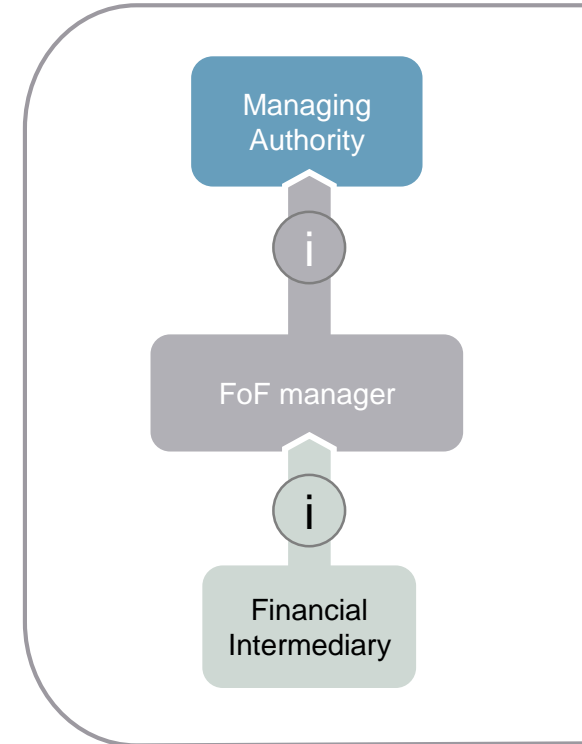 Managing
Authority
i
FoF manager
i
Financial
Intermediary